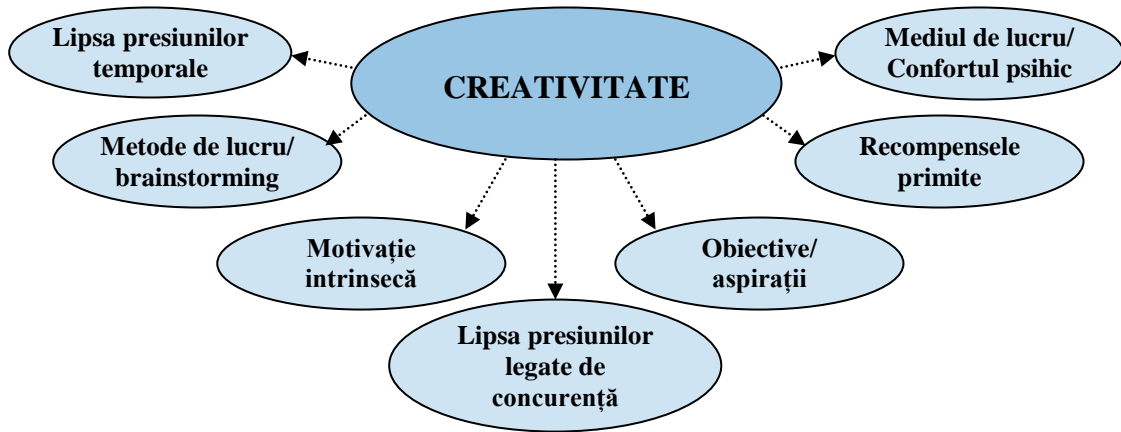 Lipsa presiunilor
temporale
CREATIVITATE
Mediul de lucru/
Confortul psihic
Metode de lucru/
brainstorming
Recompensele
primite
Motivație
intrinsecă
Obiective/
aspirații
Lipsa presiunilor
legate de
concurență